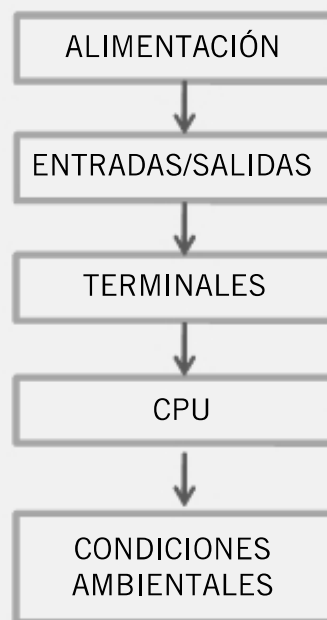 ALIMENTACIÓN
ENTRADAS/SALIDAS
TERMINALES
CPU
CONDICIONES
AMBIENTALES